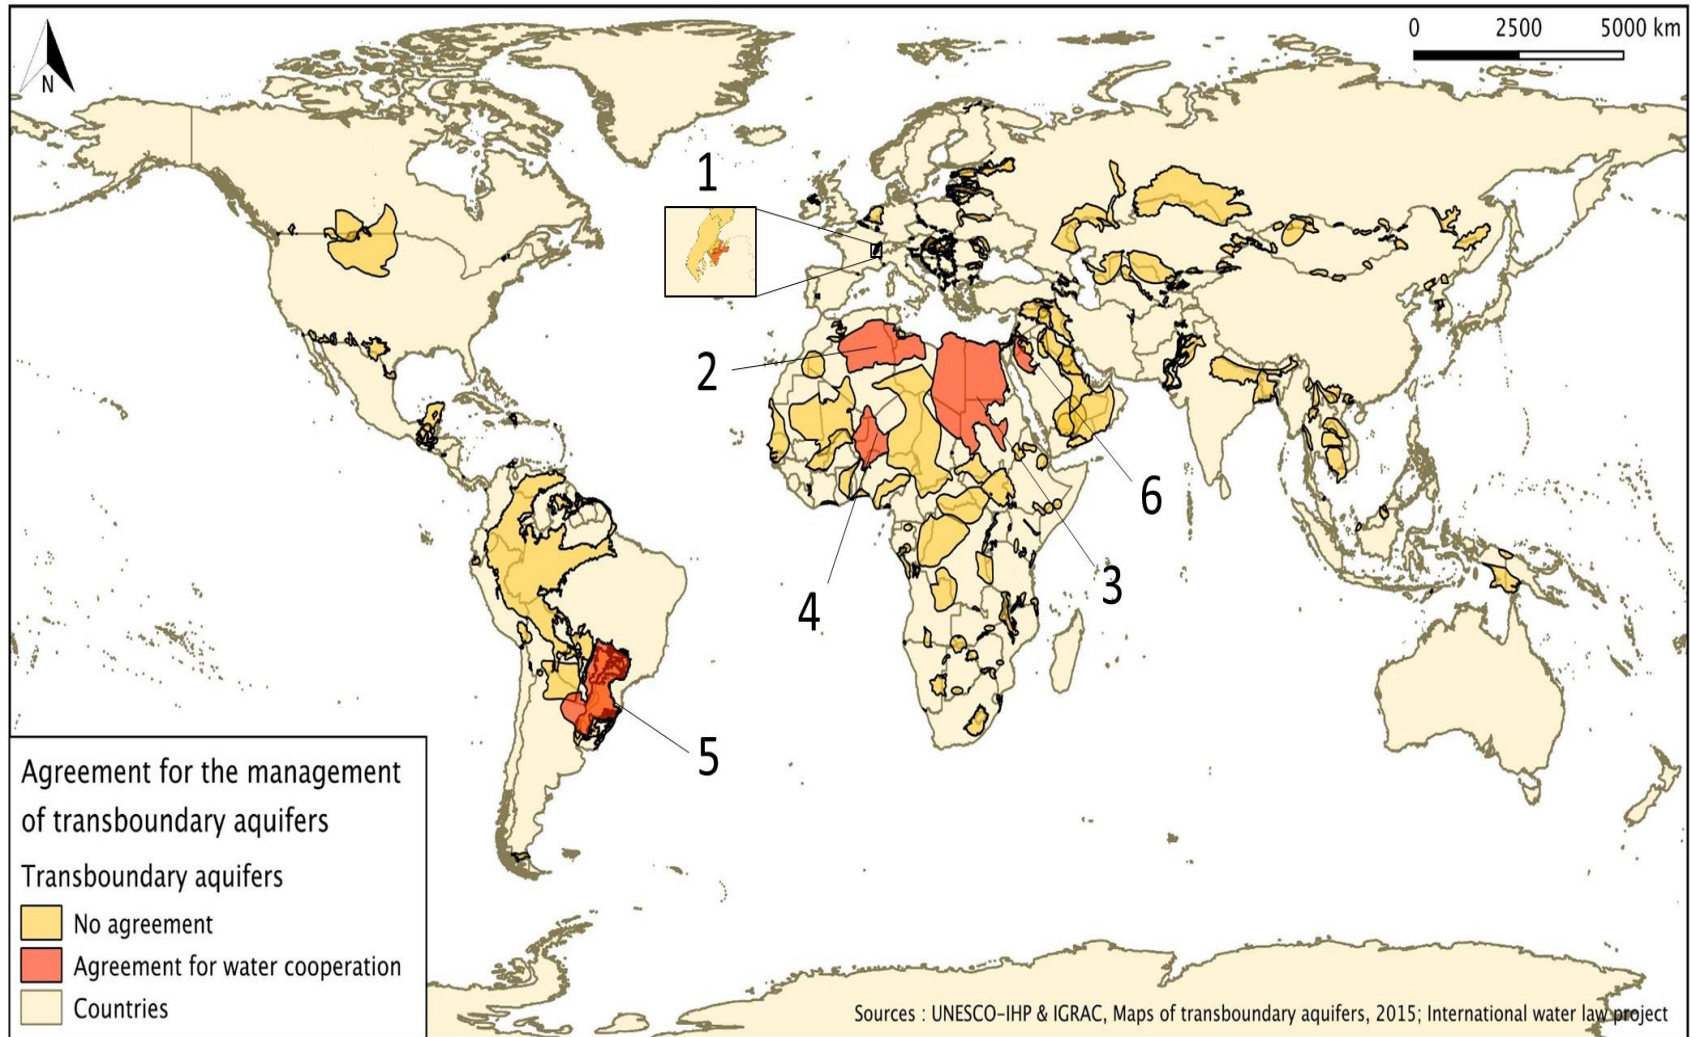 N
0 2500 5000 km
1
2
3
4
5
6
Agreement for the management
of transboundary aquifers
Transboundary aquifers
No agreement
Agreement for water cooperation
Countries
Sources : UNESCO-IHP & IGRAC, Maps of transboundary aquifers, 2015; International water law project